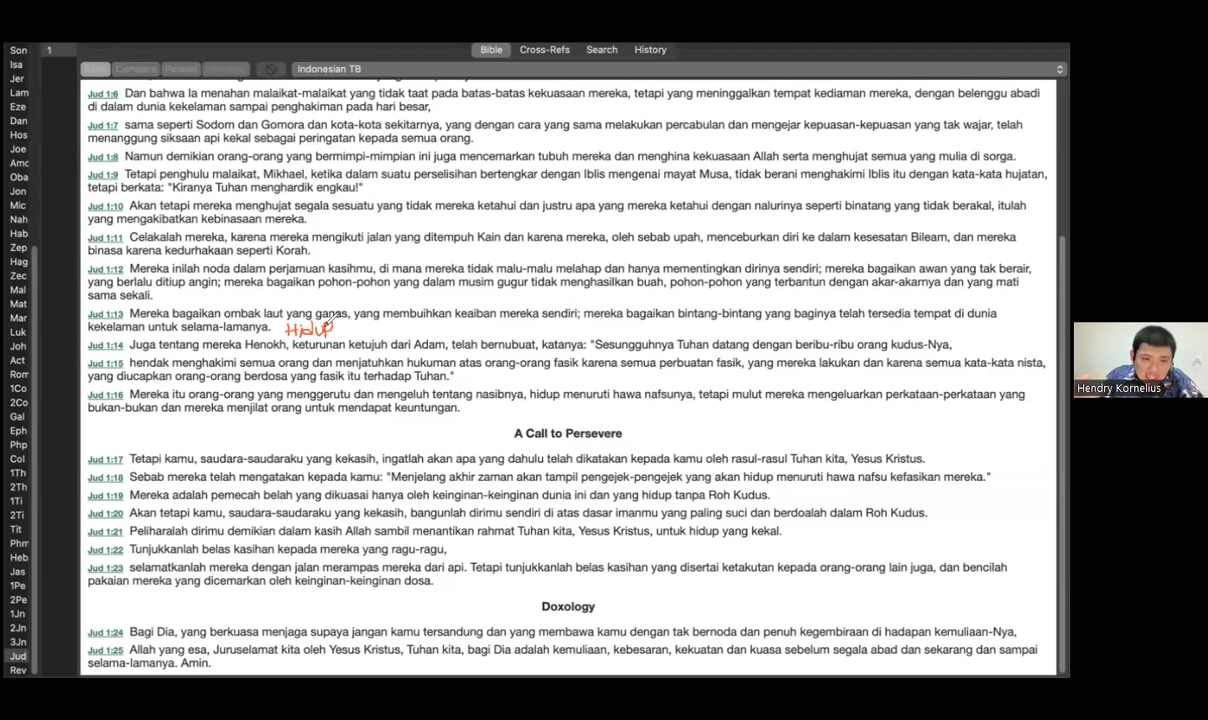 Bible Cross-Refs Search History
Son 1
Isa
Jer
Lam
Eze
Dan
Hos
Joe
Amo
Oba
Jon
Mic
Nah
Hab
Zep
Hag
Zec
Mal
Mat
Mar
Luk
Joh
Act
Rom
1Co
2Co
Gal
Eph
Php
Col
1Th
2Th
1Ti
2Ti
Tit
Phm
Heb
Jas
1Pe
2Pe
1Jn
2Jn
3Jn
Jud
Rev
Compare Parallel
Indonesian TB
Jud 1:6 Dan bahwa Ia menahan malaikat-malaikat yang tidak taat pada batas-batas kekuasaan mereka, tetapi yang meninggalkan tempat kediaman mereka, dengan belenggu abadi
di dalam dunia kekelaman sampai penghakiman pada hari besar,
Jud 1:7 sama seperti Sodom dan Gomora dan kota-kota sekitarnya, yang dengan cara yang sama melakukan percabulan dan mengejar kepuasan-kepuasan yang tak wajar, telah
menanggung siksaan api kekal sebagai peringatan kepada semua orang.
Jud 1:8 Namun demikian orang-orang yang bermimpi-mimpian ini juga mencemarkan tubuh mereka dan menghina kekuasaan Allah serta menghujat semua yang mulia di sorga.
Jud 1:9 Tetapi penghulu malaikat, Mikhael, ketika dalam suatu perselisihan bertengkar dengan Iblis mengenai mayat Musa, tidak berani menghakimi Iblis itu dengan kata-kata hujatan,
tetapi berkata: "Kiranya Tuhan menghardik engkau!"
Jud 1:10 Akan tetapi mereka menghujat segala sesuatu yang tidak mereka ketahui dan justru apa yang mereka ketahui dengan nalurinya seperti binatang yang tidak berakal, itulah
yang mengakibatkan kebinasaan mereka.
Jud 1:11 Celakalah mereka, karena mereka mengikuti jalan yang ditempuh Kain dan karena mereka, oleh sebab upah, menceburkan diri ke dalam kesesatan Bileam, dan mereka
binasa karena kedurhakaan seperti Korah.
Jud 1:12 Mereka inilah noda dalam perjamuan kasihmu, di mana mereka tidak malu-malu melahap dan hanya mementingkan dirinya sendiri; mereka bagaikan awan yang tak berair,
yang berlalu ditiup angin; mereka bagaikan pohon-pohon yang dalam musim gugur tidak menghasilkan buah, pohon-pohon yang terbantun dengan akar-akarnya dan yang mati
sama sekali.
Jud 1:13 Mereka bagaikan ombak laut yang ganas, yang membuihkan keaiban mereka sendiri; mereka bagaikan bintang-bintang yang baginya telah tersedia tempat di dunia
kekelaman untuk selama-lamanya. Hidup
Jud 1:14 Juga tentang mereka Henokh, keturunan ketujuh dari Adam, telah bernubuat, katanya: "Sesungguhnya Tuhan datang dengan beribu-ribu orang kudus-Nya,
Jud 1:15 hendak menghakimi semua orang dan menjatuhkan hukuman atas orang-orang fasik karena semua perbuatan fasik, yang mereka lakukan dan karena semua kata-kata nista,
yang diucapkan orang-orang berdosa yang fasik itu terhadap Tuhan."
Jud 1:16 Mereka itu orang-orang yang menggerutu dan mengeluh tentang nasibnya, hidup menuruti hawa nafsunya, tetapi mulut mereka mengeluarkan perkataan-perkataan yang
bukan-bukan dan mereka menjilat orang untuk mendapat keuntungan.
A Call to Persevere
Jud 1:17 Tetapi kamu, saudara-saudaraku yang kekasih, ingatlah akan apa yang dahulu telah dikatakan kepada kamu oleh rasul-rasul Tuhan kita, Yesus Kristus.
Jud 1:18 Sebab mereka telah mengatakan kepada kamu: "Menjelang akhir zaman akan tampil pengejek-pengejek yang akan hidup menuruti hawa nafsu kefasikan mereka."
Jud 1:19 Mereka adalah pemecah belah yang dikuasai hanya oleh keinginan-keinginan dunia ini dan yang hidup tanpa Roh Kudus.
Jud 1:20 Akan tetapi kamu, saudara-saudaraku yang kekasih, bangunlah dirimu sendiri di atas dasar imanmu yang paling suci dan berdoalah dalam Roh Kudus.
Jud 1:21 Peliharalah dirimu demikian dalam kasih Allah sambil menantikan rahmat Tuhan kita, Yesus Kristus, untuk hidup yang kekal.
Jud 1:22 Tunjukkanlah belas kasihan kepada mereka yang ragu-ragu,
Jud 1:23 selamatkanlah mereka dengan jalan merampas mereka dari api. Tetapi tunjukkanlah belas kasihan yang disertai ketakutan kepada orang-orang lain juga, dan bencilah
pakaian mereka yang dicemarkan oleh keinginan-keinginan dosa.
Doxology
Jud 1:24 Bagi Dia, yang berkuasa menjaga supaya jangan kamu tersandung dan yang membawa kamu dengan tak bernoda dan penuh kegembiraan di hadapan kemuliaan-Nya,
Jud 1:25 Allah yang esa, Juruselamat kita oleh Yesus Kristus, Tuhan kita, bagi Dia adalah kemuliaan, kebesaran, kekuatan dan kuasa sebelum segala abad dan sekarang dan sampai
selama-lamanya. Amin.
Hendry Kornelius